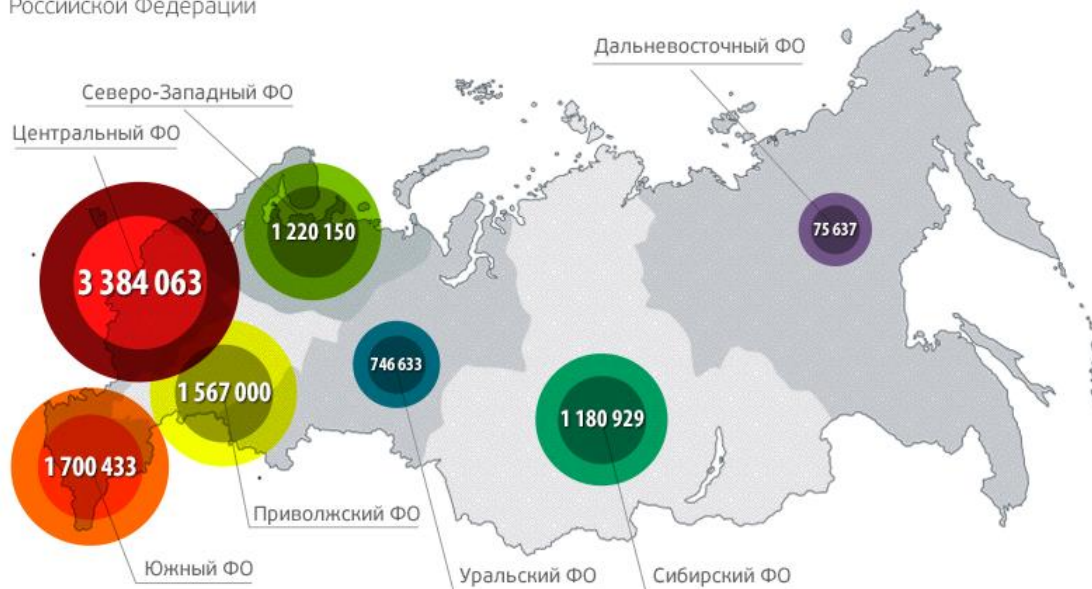 Российской Федерации
Дальневосточный ФО
Северо-Западный ФО
Центральный ФО
1 220 150
75 637
3 384 063
746 633
1 567 000
1 180 929
1 700 433
Приволжский ФО
Южный ФО
Уральский ФО
Сибирский ФО